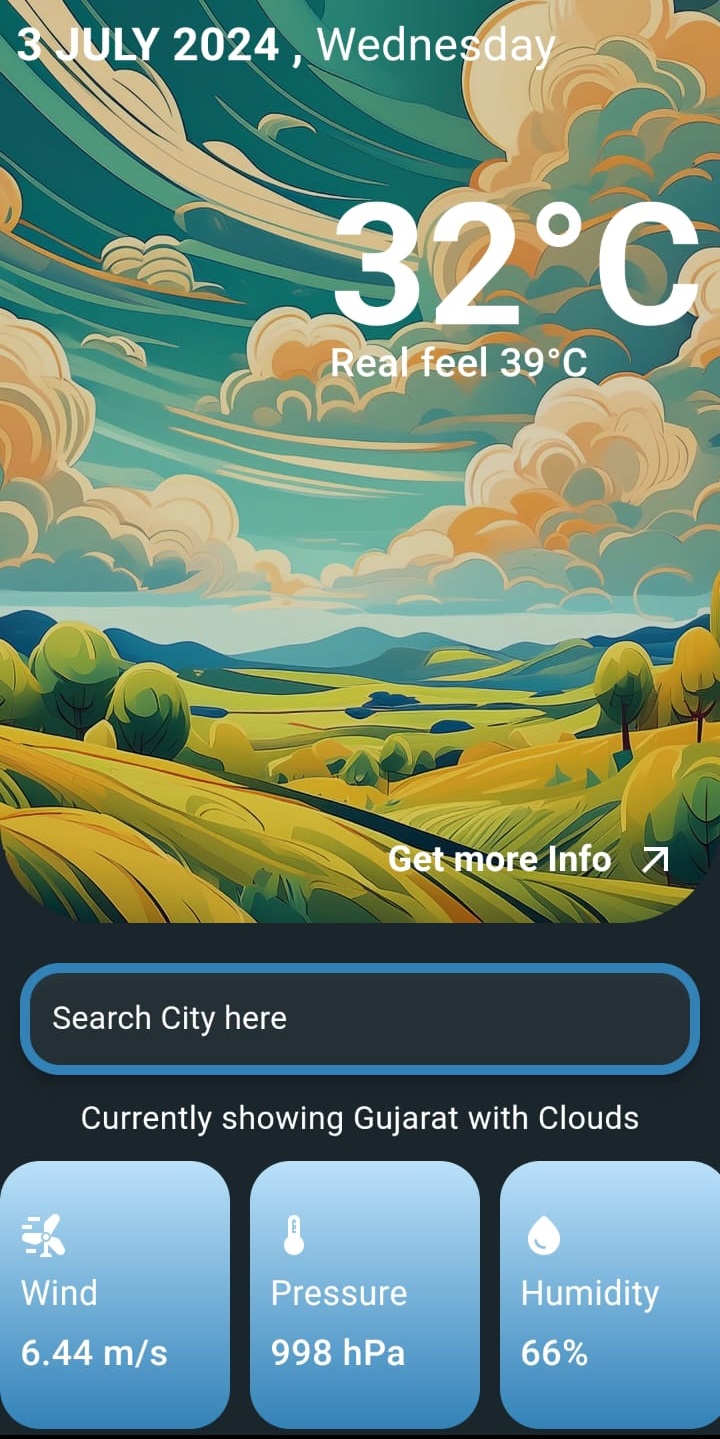 3 JULY 2024 , Wednesday
32°C
Real feel 39°C
Get more Info
Search City here
Currently showing Gujarat with Clouds
Wind Pressure Humidity
6.44 m/s 998 hPa 66%